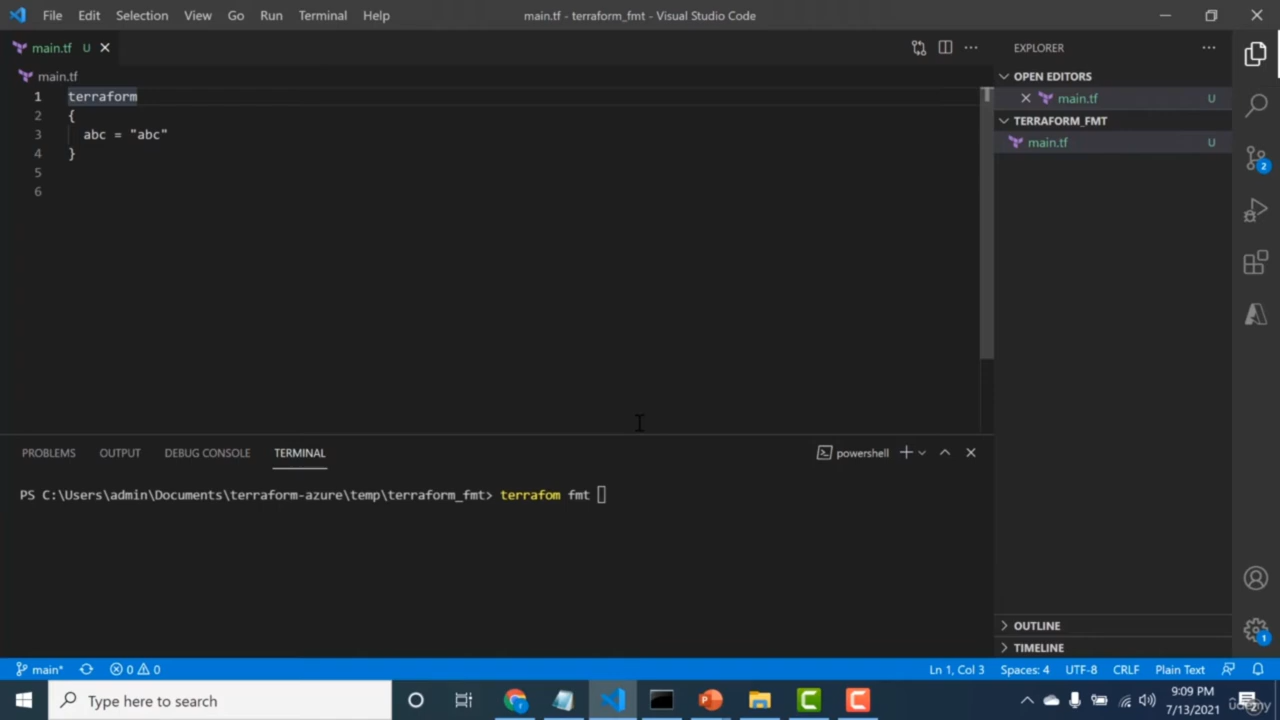 File Edit Selection View Go Run Terminal Help main.tf - terraform_fmt - Visual Studio Code
main.tf U
EXPLORER
main.tf
OPEN EDITORS
1 terraform
main.tf U
2 {
TERRAFORM_FMT
3 abc = "abc"
main.tf U
4 }
5
6
2
PROBLEMS OUTPUT DEBUG CONSOLE TERMINAL powershell
PS C:\Users\admin\Documents\terraform-azure\temp\terraform_fmt> terrafom fmt
OUTLINE
1
TIMELINE
main* 0 0 Ln 1, Col 3 Spaces: 4 UTF-8 CRLF Plain Text
Type here to search
9:09 PM
7/13/2021
2
udemy